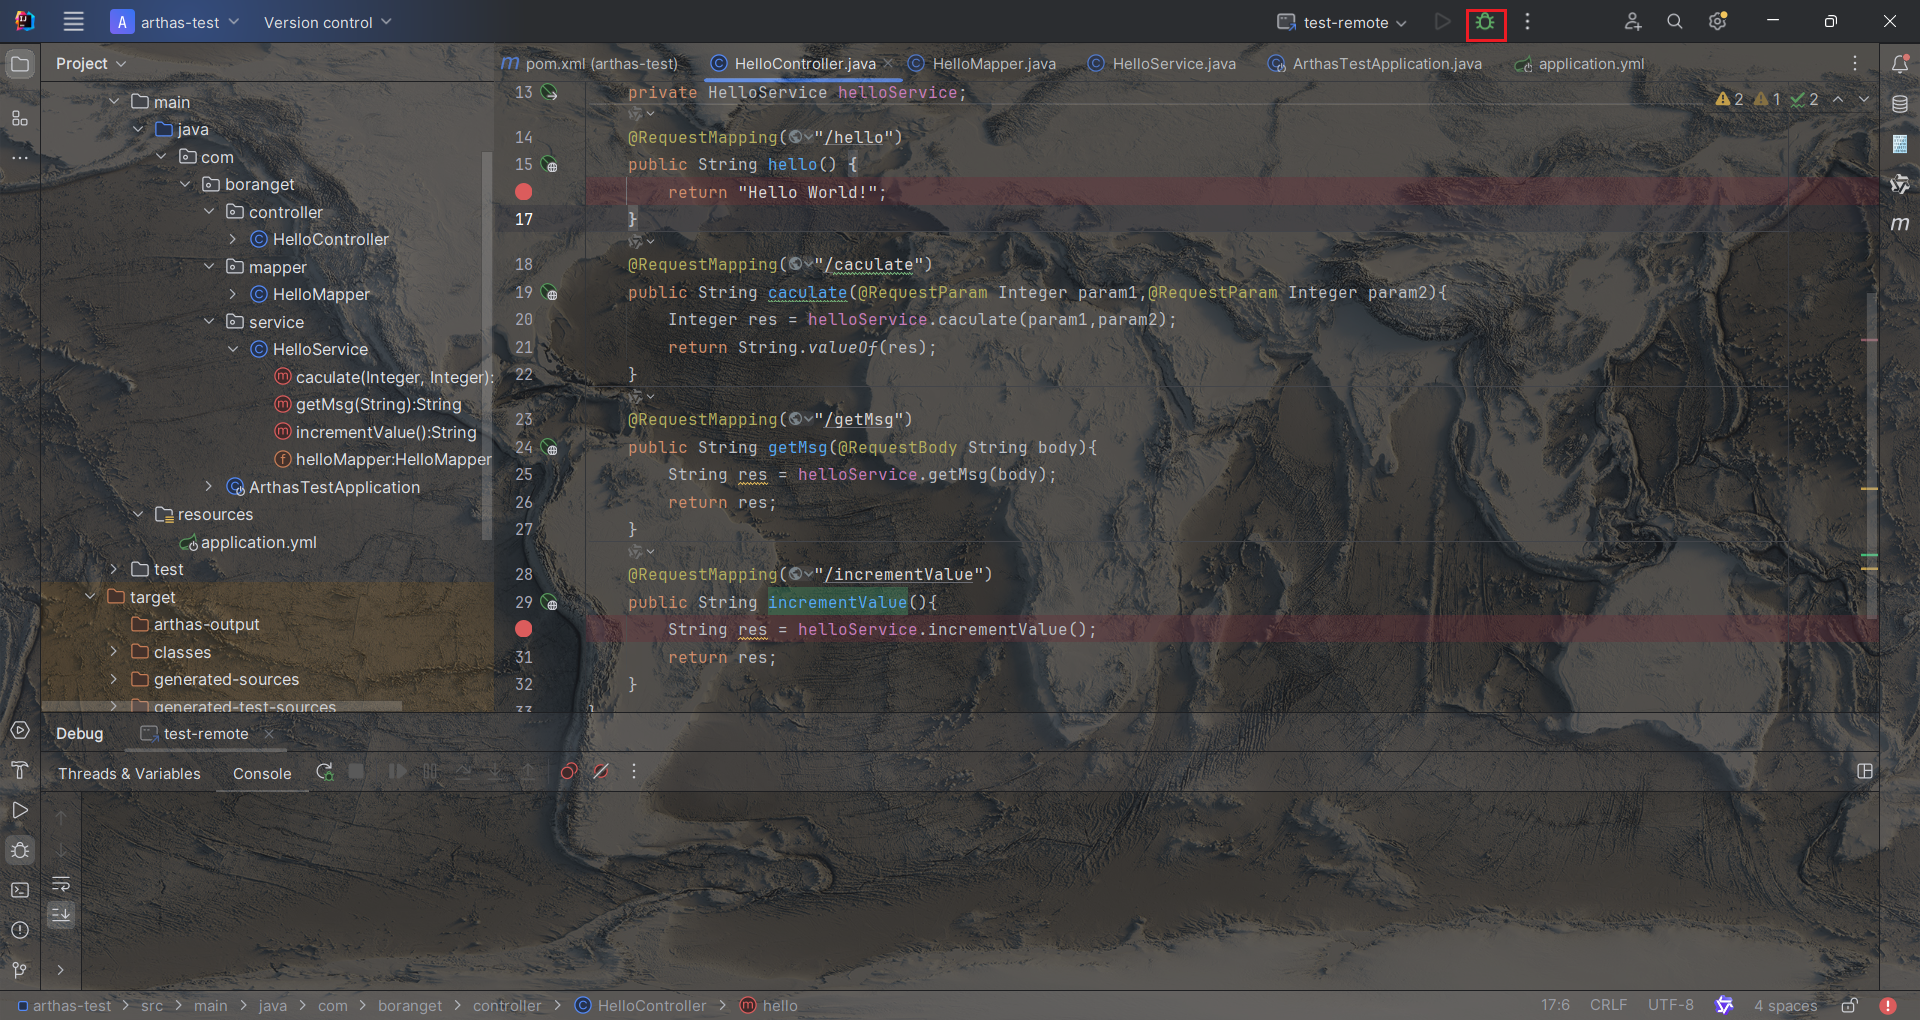 A arthas-test Version control test-remote
Project
pom.xml (arthas-test) HelloController.java HelloMapper.java HelloService.java ArthasTestApplication.java application.yml
main
java
com
boranget
controller
HelloController
mapper
HelloMapper
service
HelloService
caculate(Integer, Integer):
getMsg(String):String
incrementValue():String
helloMapper:HelloMapper
ArthasTestApplication
resources
application.yml
test
target
arthas-output
classes
generated-sources
generated-test-sources
2 1 2
13 private HelloService helloService;
14 @RequestMapping("/hello")
15 public String hello() {
return "Hello World!";
17 }
18 @RequestMapping("/caculate")
19 public String caculate(@RequestParam Integer param1,@RequestParam Integer param2){
20 Integer res = helloService.caculate(param1,param2);
21 return String.valueOf(res);
22 }
23 @RequestMapping("/getMsg")
24 public String getMsg(@RequestBody String body){
25 String res = helloService.getMsg(body);
26 return res;
27 }
28 @RequestMapping("/incrementValue")
29 public String incrementValue(){
String res = helloService.incrementValue();
31 return res;
32 }
33 }
Debug test-remote
Threads & Variables Console
arthas-test > src > main > java > com > boranget > controller > HelloController > hello
17:6 CRLF UTF-8 4 spaces